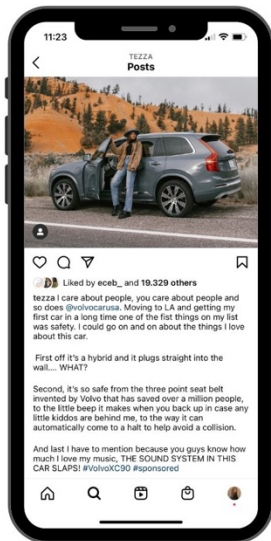 11:23
TEZZA
Posts
Liked by eceb_ and 19.329 others
tezza I care about people, you care about people and
so does @volvocarusa. Moving to LA and getting my
first car in a long time one of the fist things on my list
was safety. I could go on and on about the things I love
about this car.
First off it's a hybrid and it plugs straight into the
wall.... WHAT?
Second, it's so safe from the three point seat belt
invented by Volvo that has saved over a million people,
to the little beep it makes when you back up in case any
little kiddos are behind me, to the way it can
automatically come to a halt to help avoid a collision.
And last I have to mention because you guys know how
much I love my music, THE SOUND SYSTEM IN THIS
CAR SLAPS! #VolvoXC90 #sponsored